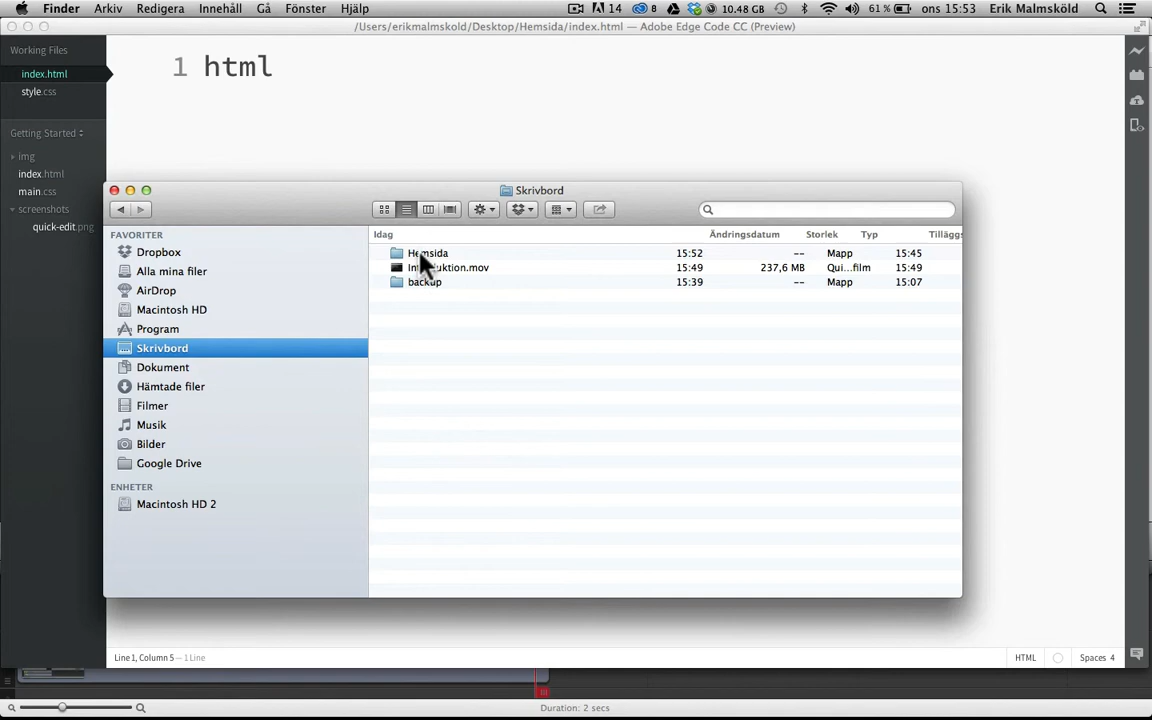 Finder Arkiv Redigera Innehåll Gå Fönster Hjälp 14 8 10.48 GB 61 % ons 15:53 Erik Malmsköld
/Users/erikmalmskold/Desktop/Hemsida/index.html — Adobe Edge Code CC (Preview)
Working Files
index.html
style.css
Getting Started
img
index.html
main.css
screenshots
quick-edit.png
1 html
Skrivbord
FAVORITER
Dropbox
Alla mina filer
AirDrop
Macintosh HD
Program
Skrivbord
Dokument
Hämtade filer
Filmer
Musik
Bilder
Google Drive
ENHETER
Macintosh HD 2
Idag Ändringsdatum Storlek Typ Tilläggs
Hemsida 15:52 -- Mapp 15:45
15:49 237,6 MB Qui...film 15:49
backup 15:39 -- Mapp 15:07
Line 1, Column 5 — 1 Line
HTML Spaces 4
Duration: 2 secs